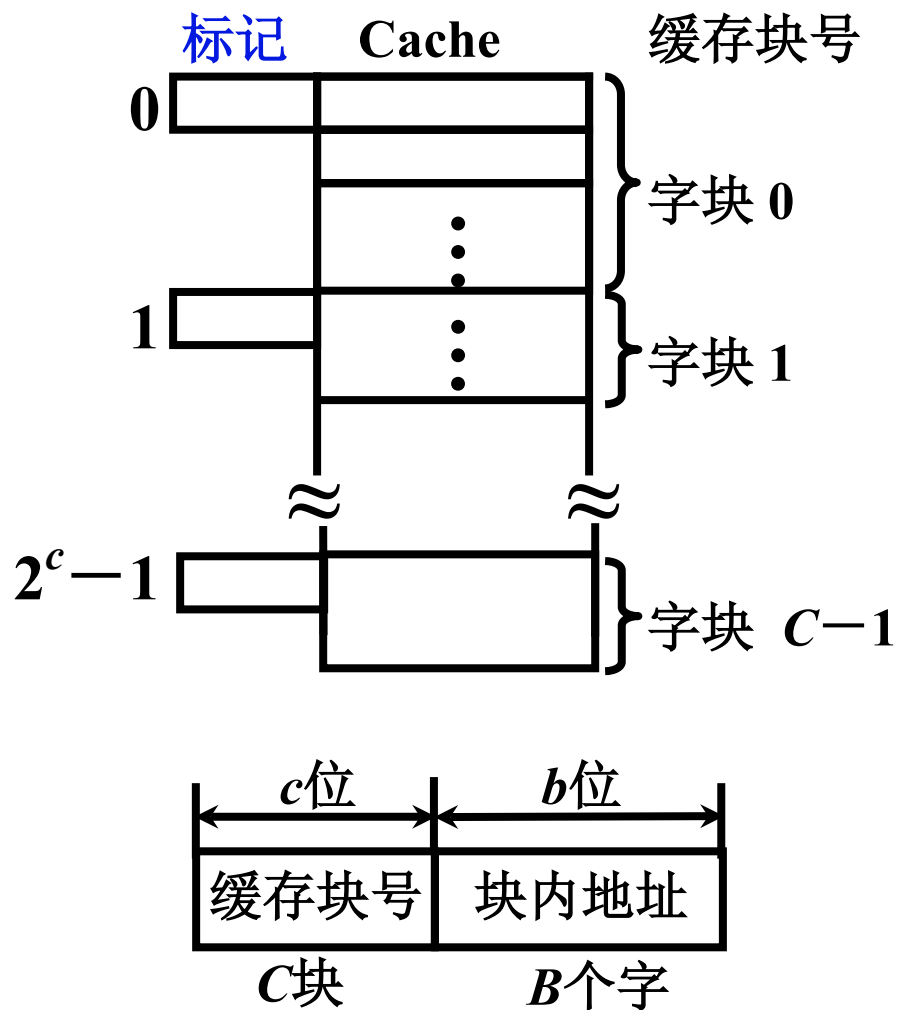 标记 Cache 缓存块号
0
字块 0
1
字块 1
2^c－1
字块 C－1
c位 b位
缓存块号 块内地址
C块 B个字